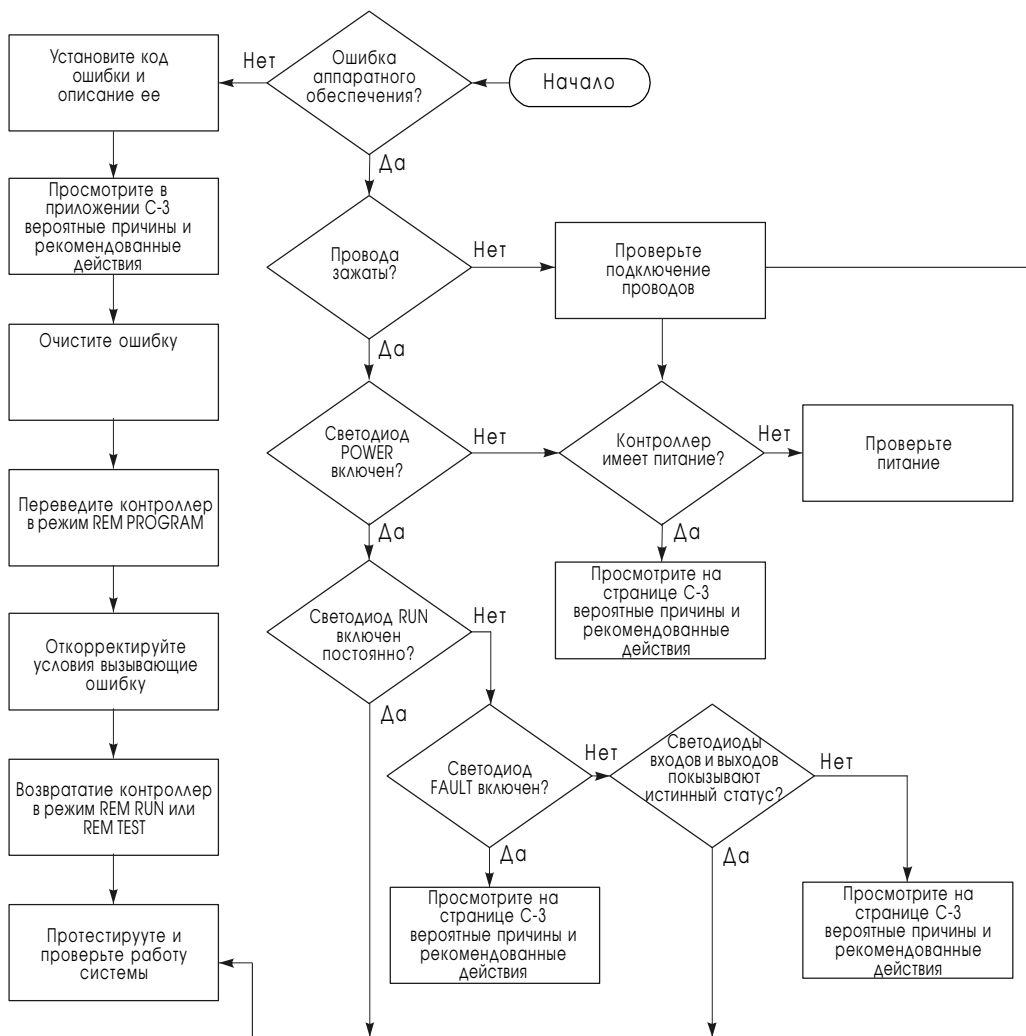 Начало
Ошибка
аппаратного
обеспечения?
Нет
Установите код
ошибки и
описание ее
Просмотрите в
приложении С-3
вероятные причины и
рекомендованные
действия
Очистите ошибку
Переведите контроллер
в режим REM PROGRAM
Откорректируйте
условия вызывающие
ошибку
Возврататие контроллер
в режим REM RUN или
REM TEST
Протестирууте и
проверьте работу
системы
Да
Провода
зажаты?
Нет
Проверьте
подключение
проводов
Да
Светодиод
POWER
включен?
Нет
Контроллер
имеет питание?
Нет
Проверьте
питание
Да
Просмотрите на
странице С-3
вероятные причины и
рекомендованные
действия
Да
Светодиод RUN
включен
постоянно?
Нет
Да
Светодиод
FAULT включен?
Нет
Светодиоды
входов и выходов
покызывают
истинный статус?
Нет
Да
Просмотрите на
странице С-3
вероятные причины и
рекомендованные
действия
Да
Просмотрите на
странице С-3
вероятные причины и
рекомендованные
действия